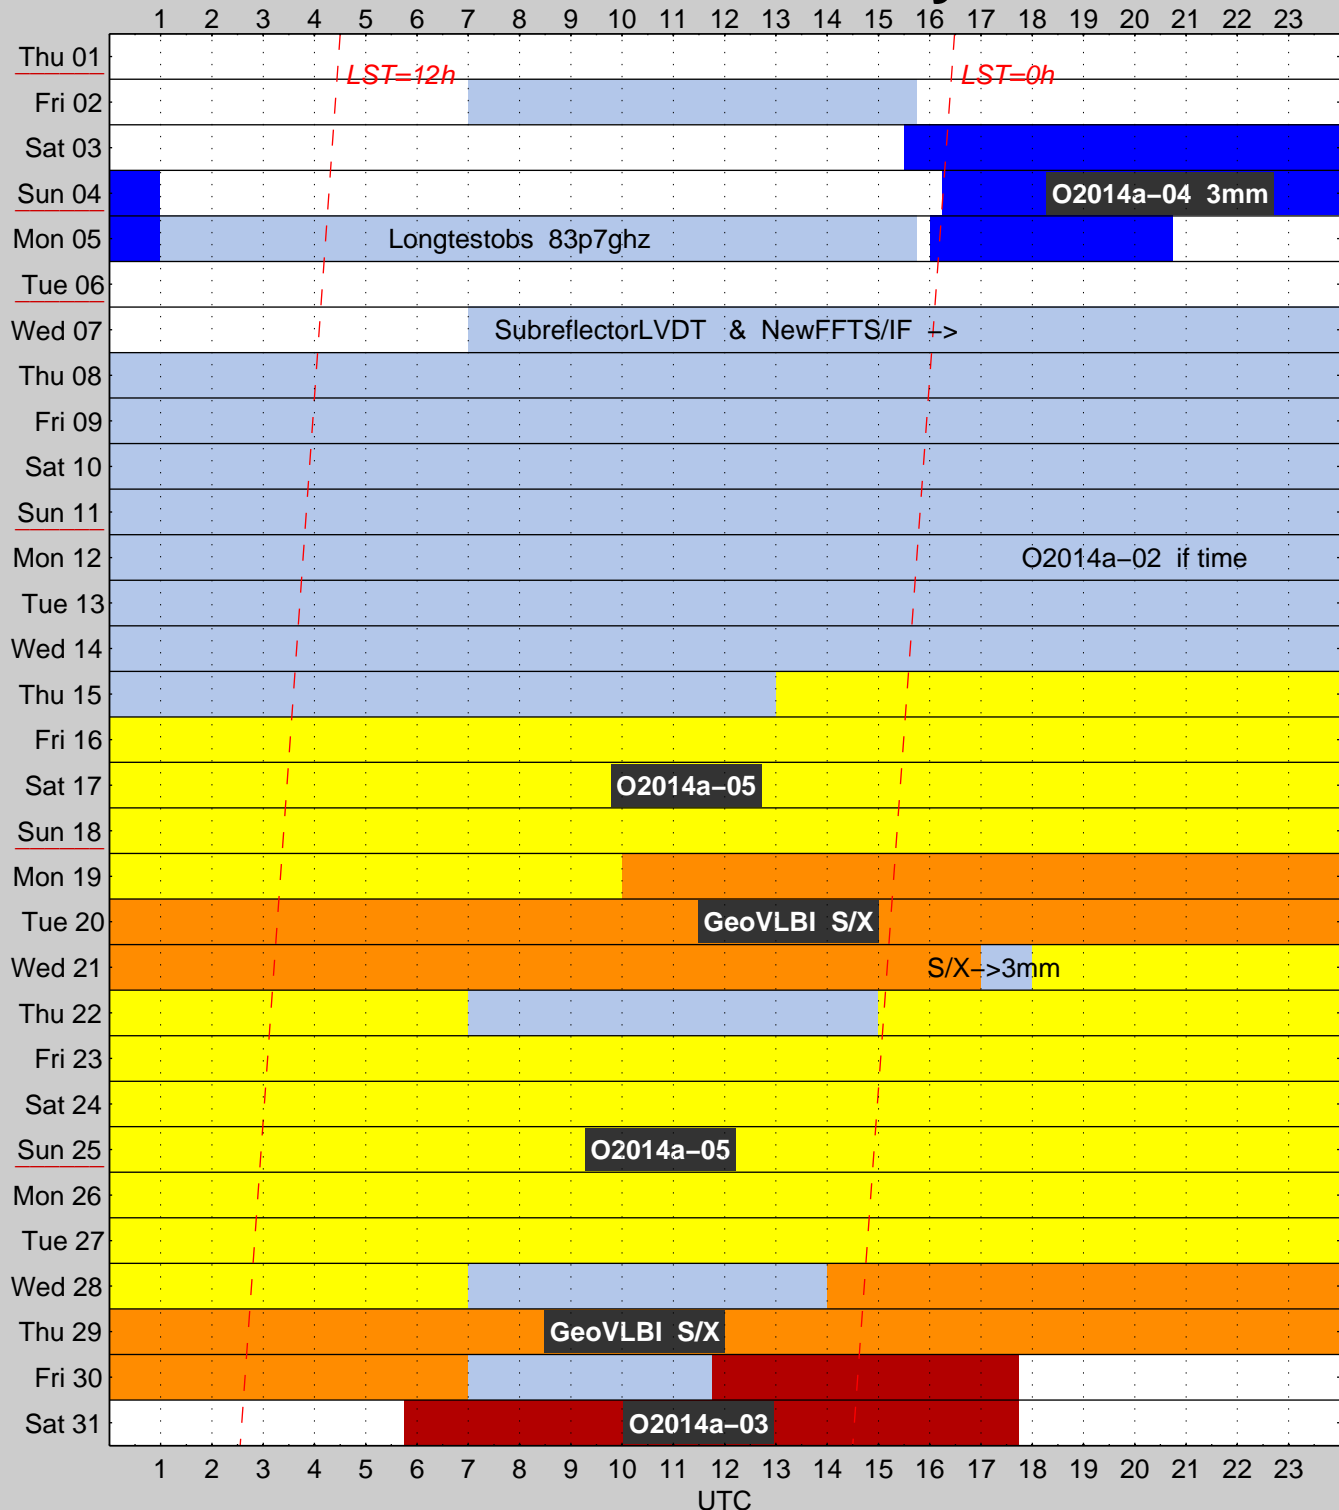 1 2 3 4 5 6 7 8 9 10 11 12 13 14 15 16 17 18 19 20 21 22 23
Thu 01
LST=12h LST=0h
Fri 02
Sat 03
Sun 04 O2014a−04 3mm
Mon 05 Longtestobs 83p7ghz
Tue 06
Wed 07 SubreflectorLVDT & NewFFTS/IF −>
Thu 08
Fri 09
Sat 10
Sun 11
Mon 12 O2014a−02 if time
Tue 13
Wed 14
Thu 15
Fri 16
Sat 17 O2014a−05
Sun 18
Mon 19
Tue 20 GeoVLBI S/X
Wed 21 S/X−>3mm
Thu 22
Fri 23
Sat 24
Sun 25 O2014a−05
Mon 26
Tue 27
Wed 28
Thu 29 GeoVLBI S/X
Fri 30
Sat 31 O2014a−03
1 2 3 4 5 6 7 8 9 10 11 12 13 14 15 16 17 18 19 20 21 22 23
UTC